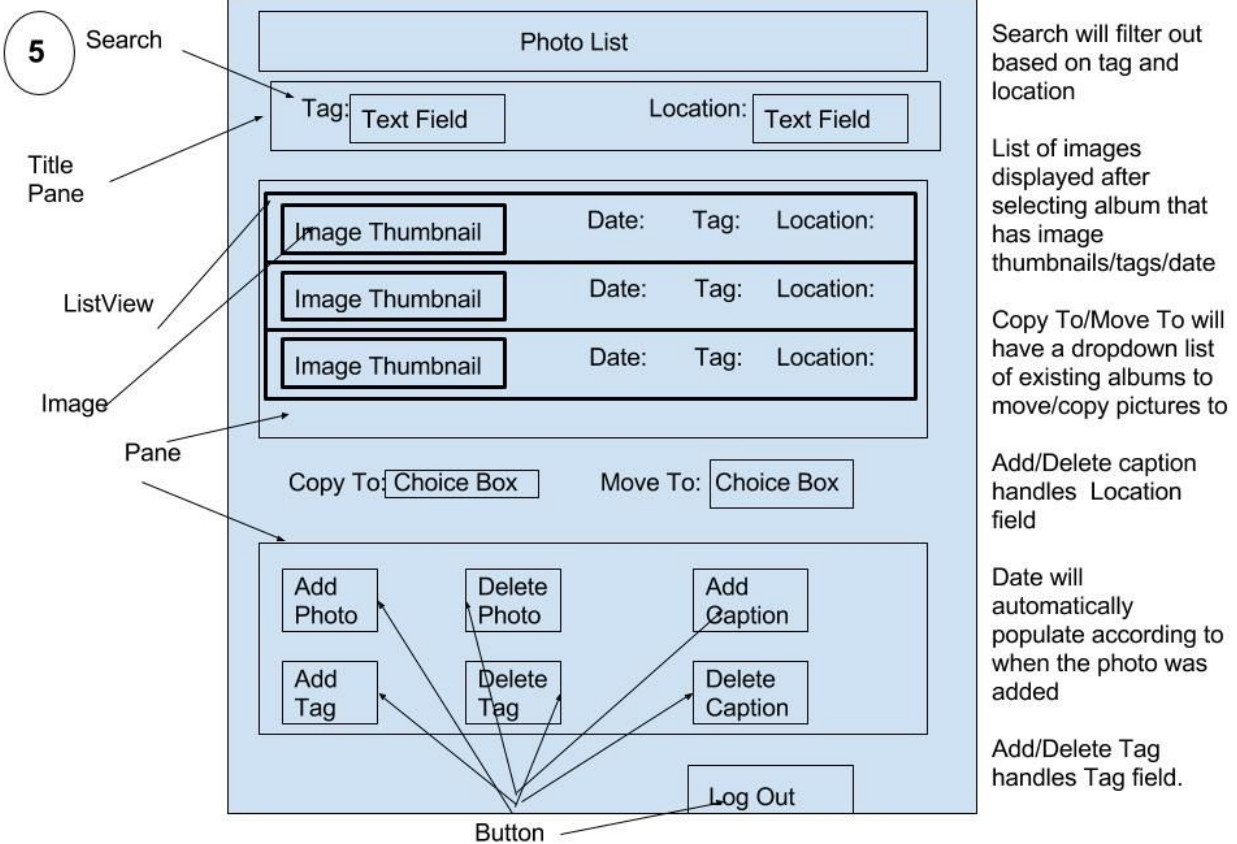 5
Search
Title
Pane
ListView
Image
Pane
Photo List
Tag: Text Field Location: Text Field
Image Thumbnail Date: Tag: Location:
Image Thumbnail Date: Tag: Location:
Image Thumbnail Date: Tag: Location:
Copy To: Choice Box Move To: Choice Box
Add
Photo
Delete
Photo
Add
Caption
Add
Tag
Delete
Tag
Delete
Caption
Log Out
Button
Search will filter out
based on tag and
location
List of images
displayed after
selecting album that
has image
thumbnails/tags/date
Copy To/Move To will
have a dropdown list
of existing albums to
move/copy pictures to
Add/Delete caption
handles Location
field
Date will
automatically
populate according to
when the photo was
added
Add/Delete Tag
handles Tag field.